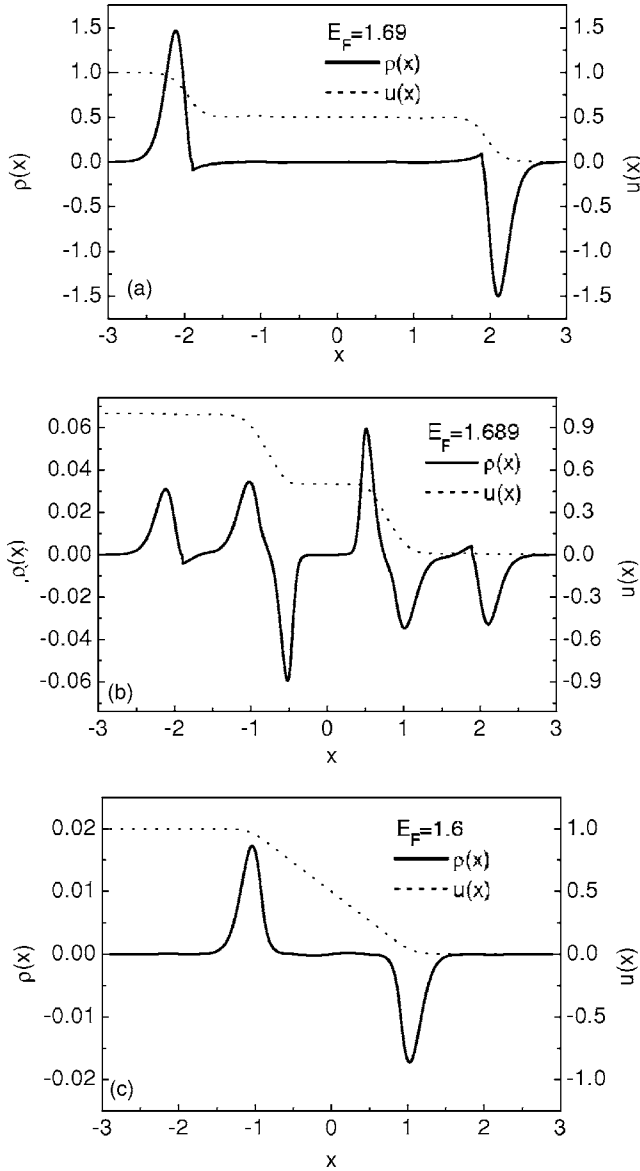 E_F=1.69
ρ(x)
u(x)
1.5
1.0
0.5
0.0
-0.5
-1.0
-1.5
ρ(x)
1.5
1.0
0.5
0.0
-0.5
-1.0
-1.5
u(x)
(a)
-3 -2 -1 0 1 2 3
x
E_F=1.689
ρ(x)
u(x)
0.06
0.04
0.02
0.00
-0.02
-0.04
-0.06
ρ(x)
0.9
0.6
0.3
0.0
-0.3
-0.6
-0.9
u(x)
(b)
-3 -2 -1 0 1 2 3
x
E_F=1.6
ρ(x)
u(x)
0.02
0.01
0.00
-0.01
-0.02
ρ(x)
1.0
0.5
0.0
-0.5
-1.0
u(x)
(c)
-3 -2 -1 0 1 2 3
x